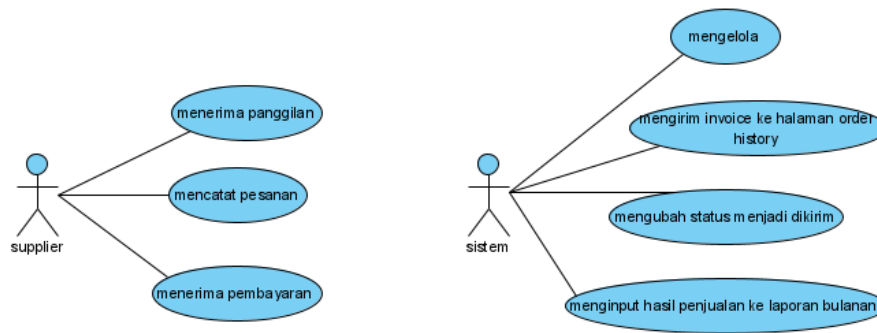 menerima panggilan
mencatat pesanan
supplier
menerima pembayaran
mengelola
mengirim invoice ke halaman order
history
mengubah status menjadi dikirim
sistem
menginput hasil penjualan ke laporan bulanan